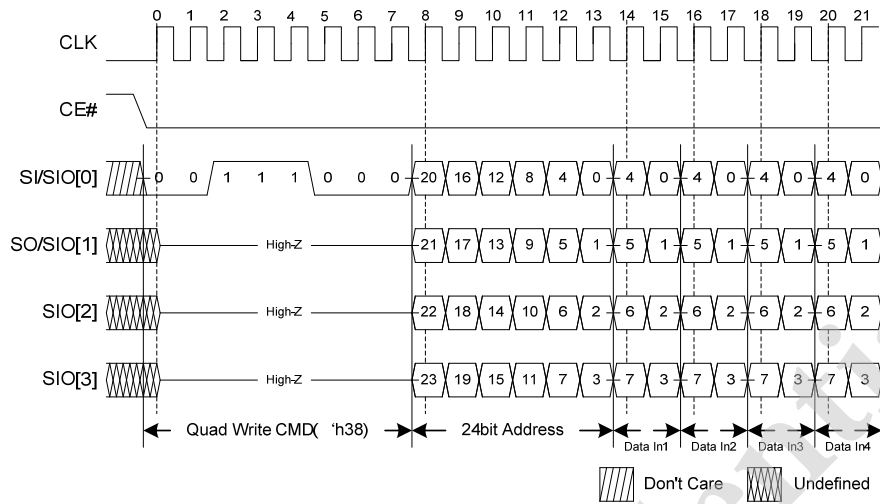 0 1 2 3 4 5 6 7 8 9 10 11 12 13 14 15 16 17 18 19 20 21
CLK
CE#
SI/SIO[0] 0 0 1 1 1 0 0 0 20 16 12 8 4 0 4 0 4 0 4 0 4 0
SO/SIO[1] High-Z 21 17 13 9 5 1 5 1 5 1 5 1 5 1
SIO[2] High-Z 22 18 14 10 6 2 6 2 6 2 6 2 6 2
SIO[3] High-Z 23 19 15 11 7 3 7 3 7 3 7 3 7 3
Quad Write CMD( 'h38) 24bit Address Data In1 Data In2 Data In3 Data In4
Don't Care Undefined